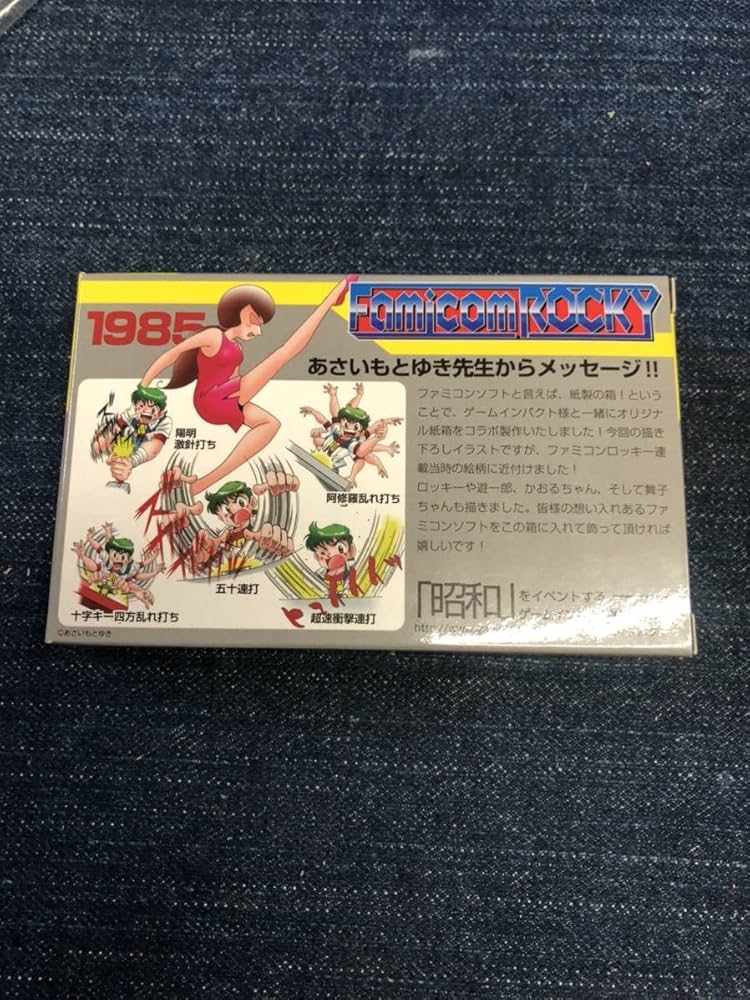 1985
Famicom ROCKY
あさいもとゆき先生からメッセージ!!
ファミコンソフトと言えば、紙製の箱！という
ことで、ゲームインパクト様と一緒にオリジナ
ル紙箱をコラボ製作いたしました！今回の描き
下ろしイラストですが、ファミコンロッキー連
載当時の絵柄に近付けました！
ロッキーや遊一郎、かおるちゃん、そして舞子
ちゃんも描きました。皆様の想い入れあるファ
ミコンソフトをこの箱に入れて飾って頂ければ
嬉しいです！
陽明
激針打ち
阿修羅乱れ打ち
五十連打
十字キー四方乱れ打ち
超速衝撃連打
©あさいもとゆき
「昭和」をイベントする
ゲームイン
http://